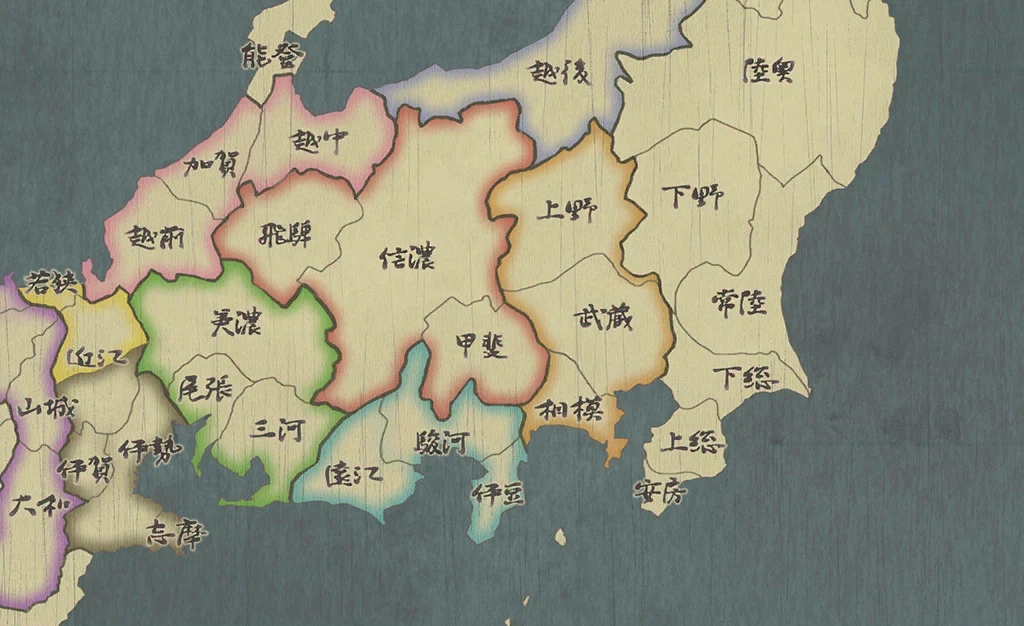 能登
越後
陸奥
越中
加賀
下野
上野
越前
飛騨
信濃
若狭
常陸
美濃
武蔵
甲斐
近江
下総
尾張
山城
相模
三河
上総
駿河
伊勢
伊賀
遠江
伊豆
安房
大和
志摩